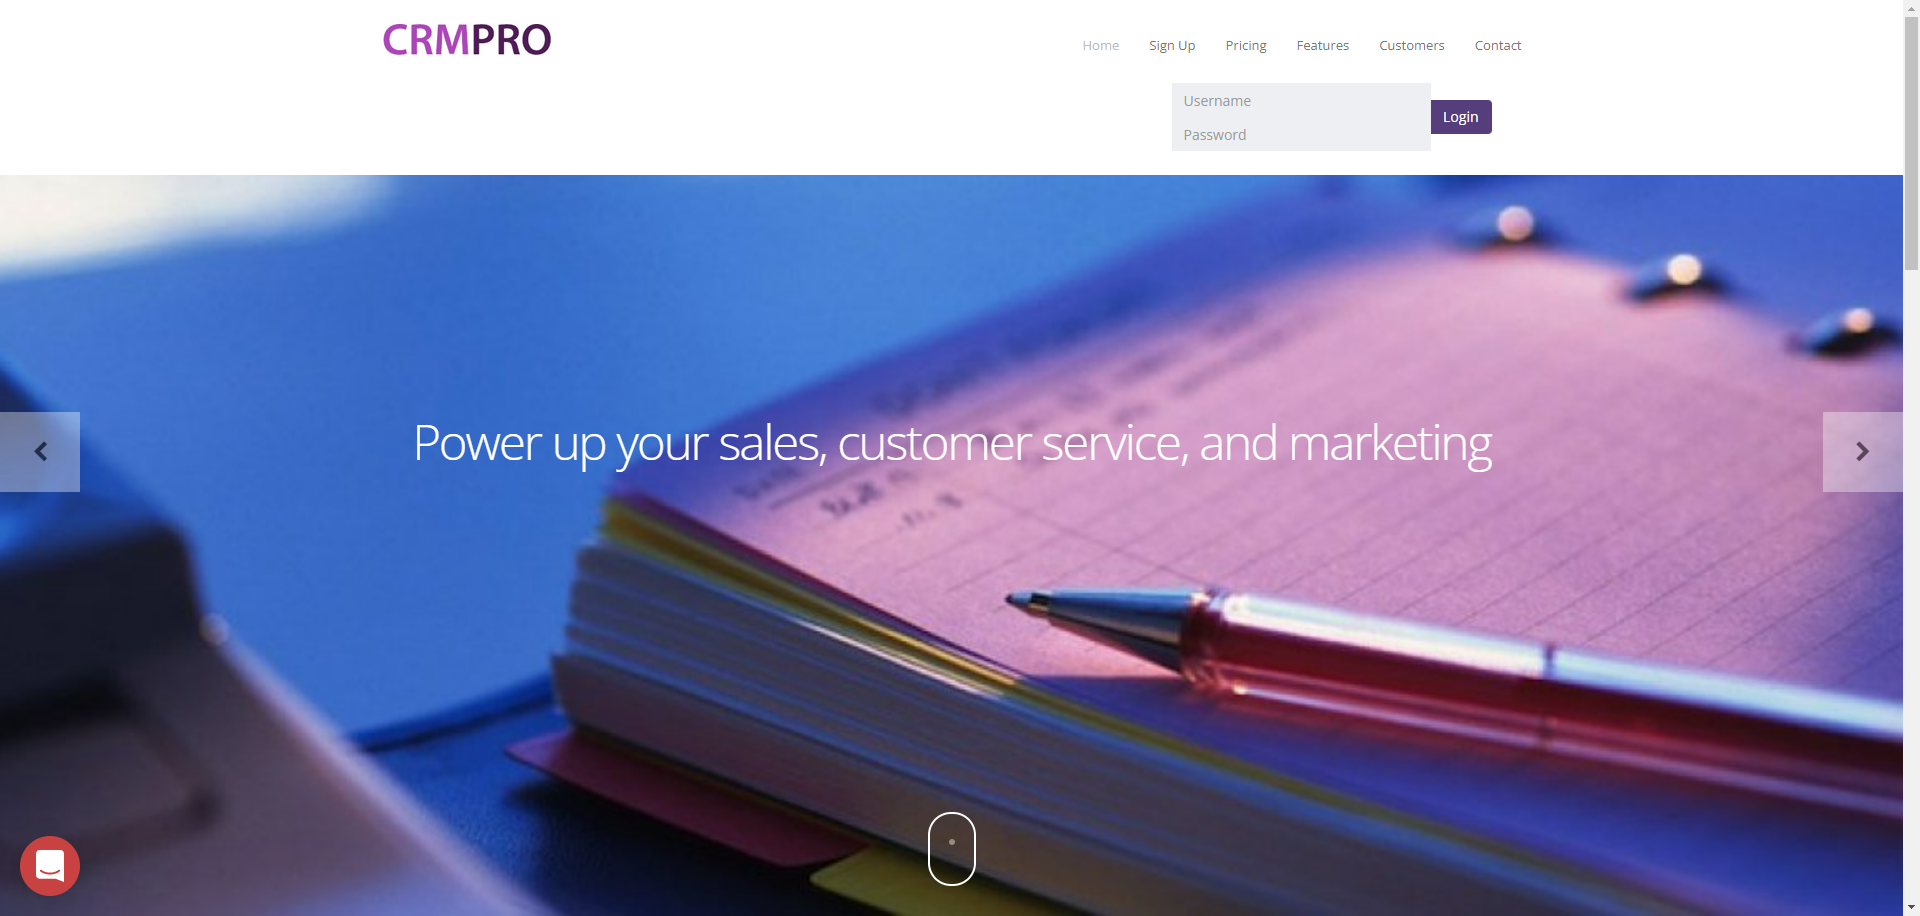 CRMPRO
Home Sign Up Pricing Features Customers Contact
Username
Password
Login
Power up your sales, customer service, and marketing